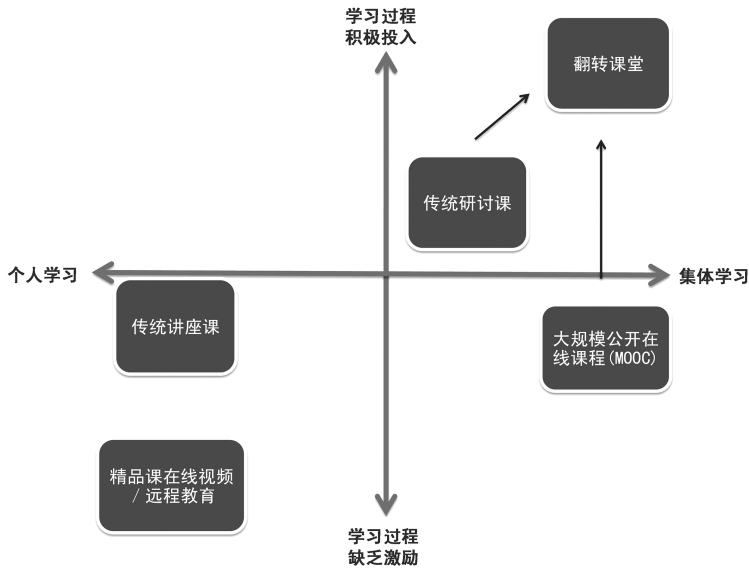 学习过程
积极投入
翻转课堂
传统研讨课
个人学习
集体学习
传统讲座课
大规模公开在
线课程(MOOC)
精品课在线视频
/远程教育
学习过程
缺乏激励